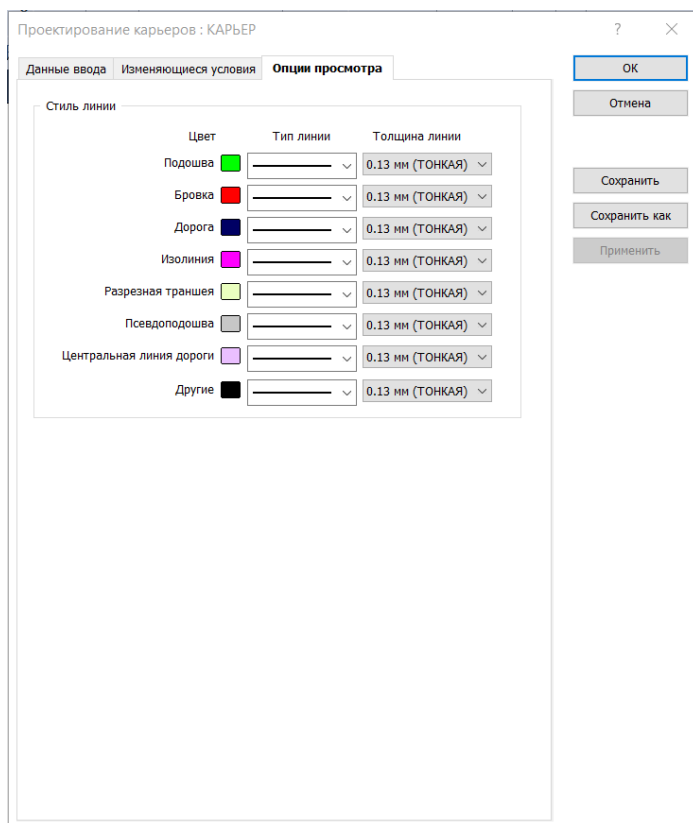 Проектирование карьеров : КАРЬЕР
?
Данные ввода Изменяющиеся условия Опции просмотра
OK
Отмена
Сохранить
Сохранить как
Применить
Стиль линии
Цвет Тип линии Толщина линии
Подошва 0.13 мм (ТОНКАЯ)
Бровка 0.13 мм (ТОНКАЯ)
Дорога 0.13 мм (ТОНКАЯ)
Изолиния 0.13 мм (ТОНКАЯ)
Разрезная траншея 0.13 мм (ТОНКАЯ)
Псевдоподошва 0.13 мм (ТОНКАЯ)
Центральная линия дороги 0.13 мм (ТОНКАЯ)
Другие 0.13 мм (ТОНКАЯ)